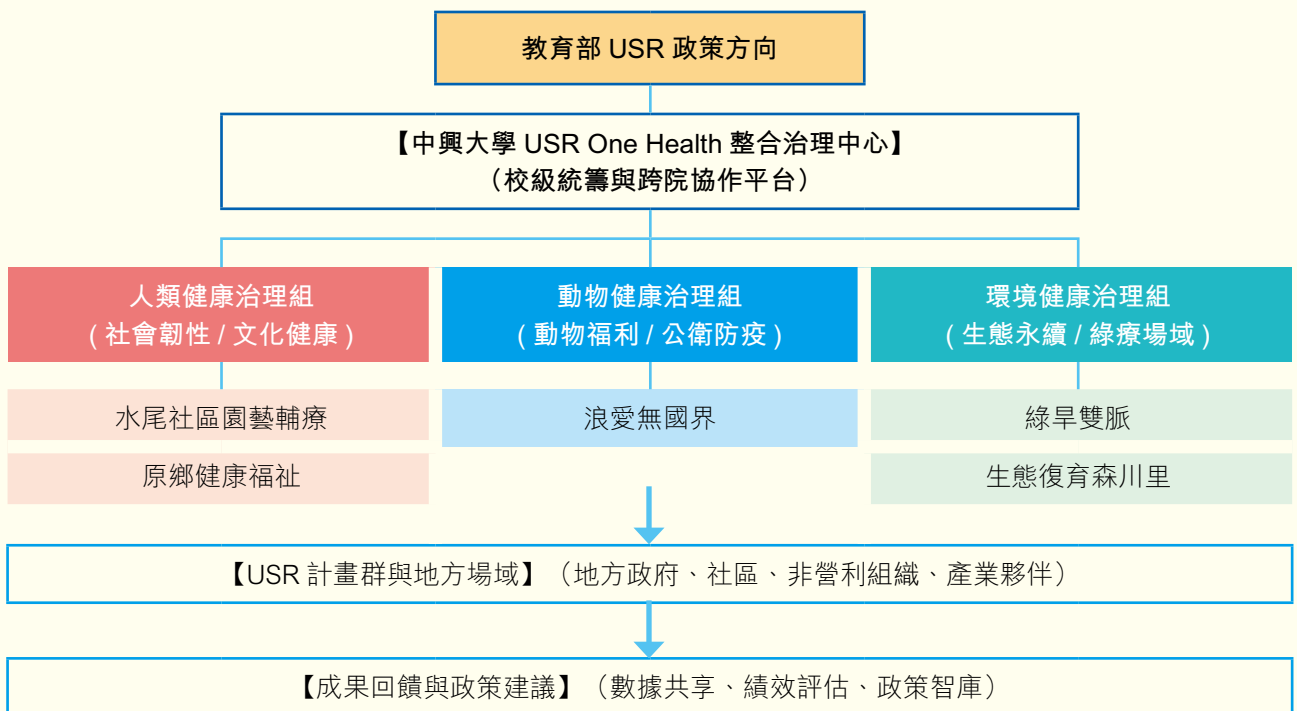 教育部 USR 政策方向
【中興大學 USR One Health 整合治理中心】
（校級統籌與跨院協作平台）
人類健康治理組
( 社會韌性 / 文化健康 )
動物健康治理組
( 動物福利 / 公衛防疫 )
環境健康治理組
( 生態永續 / 綠療場域 )
水尾社區園藝輔療
浪愛無國界
綠旱雙脈
原鄉健康福祉
生態復育森川里
【USR 計畫群與地方場域】（地方政府、社區、非營利組織、產業夥伴）
【成果回饋與政策建議】（數據共享、績效評估、政策智庫）